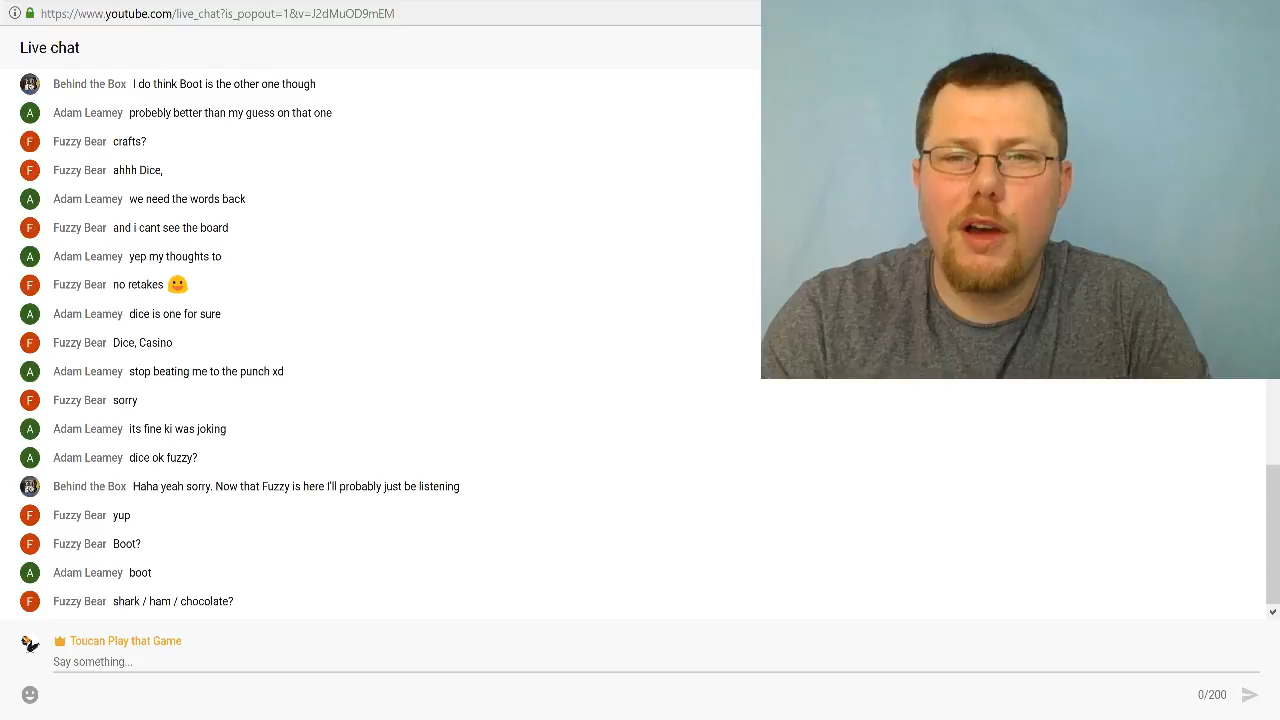 https://www.youtube.com/live_chat?is_popout=1&v=J2dMuOD9mEM
Live chat
Behind the Box I do think Boot is the other one though
A Adam Leamey probebly better than my guess on that one
F Fuzzy Bear crafts?
F Fuzzy Bear ahhh Dice,
A Adam Leamey we need the words back
F Fuzzy Bear and i cant see the board
A Adam Leamey yep my thoughts to
F Fuzzy Bear no retakes
A Adam Leamey dice is one for sure
F Fuzzy Bear Dice, Casino
A Adam Leamey stop beating me to the punch xd
F Fuzzy Bear sorry
A Adam Leamey its fine ki was joking
A Adam Leamey dice ok fuzzy?
Behind the Box Haha yeah sorry. Now that Fuzzy is here I'll probably just be listening
F Fuzzy Bear yup
F Fuzzy Bear Boot?
A Adam Leamey boot
F Fuzzy Bear shark / ham / chocolate?
Toucan Play that Game
Say something...
0/200